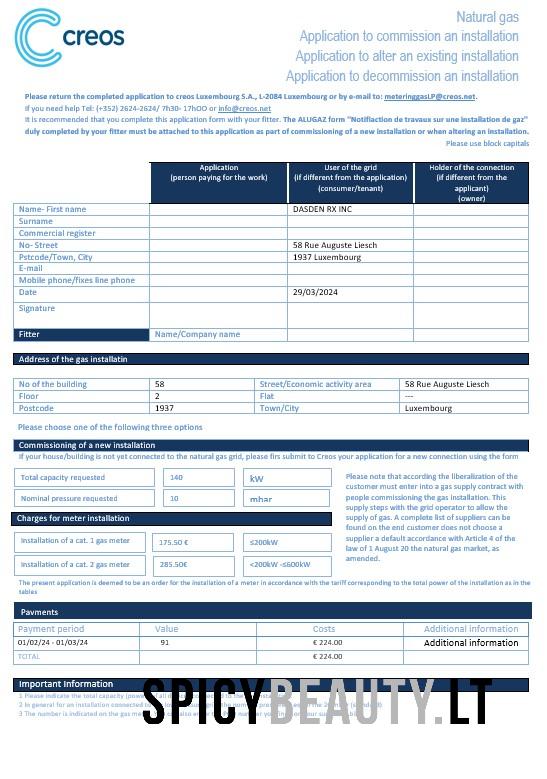 creos
Natural gas
Application to commission an installation
Application to alter an existing installation
Application to decommission an installation
Please return the completed application to creos Luxembourg S.A., L-2084 Luxembourg or by e-mail to: meteringgasLP@creos.net.
If you need help Tel: (+352) 2624-2624/ 7h30- 17hOO or info@creos.net
It is recommended that you complete this application form with your fitter. The ALUGAZ form "Notifiaction de travaux sur une installation de gaz"
duly completed by your fitter must be attached to this application as part of commissioning of a new installation or when altering an installation.
Please use block capitals
Application
(person paying for the work)
User of the grid
(if different from the application)
(consumer/tenant)
Holder of the connection
(if different from the
applicant)
(owner)
Name- First name DASDEN RX INC
Surname
Commercial register
No- Street 58 Rue Auguste Liesch
Pstcode/Town, City 1937 Luxembourg
E-mail
Mobile phone/fixes line phone
Date 29/03/2024
Signature
Fitter Name/Company name
Address of the gas installatin
No of the building 58 Street/Economic activity area 58 Rue Auguste Liesch
Floor 2 Flat ---
Postcode 1937 Town/City Luxembourg
Please choose one of the following three options
Commissioning of a new installation
If your house/building is not yet connected to the natural gas grid, please firs submit to Creos your application for a new connection using the form
Total capacity requested 140 kW
Nominal pressure requested 10 mbar
Please note that according the liberalization of the
customer must enter into a gas supply contract with
people commissioning the gas installation. This
supply steps with the grid operator to allow the
supply of gas. A complete list of suppliers can be
found on the end customer does not choose a
supplier a default accordance with Article 4 of the
law of 1 August 20 the natural gas market, as
amended.
Charges for meter installation
Installation of a cat. 1 gas meter 175.50 € ≤200kW
Installation of a cat. 2 gas meter 285.50€ <200kW -≤600kW
The present application is deemed to be an order for the installation of a meter in accordance with the tariff corresponding to the total power of the installation as in the
tables
Payments
Payment period Value Costs Additional information
01/02/24 - 01/03/24 91 € 224.00 Additional information
TOTAL € 224.00
Important Information
1 Please indicate the total capacity
2 In general for an installation connected to
3 The number is indicated on the gas
SPICYBEAUTY.LT